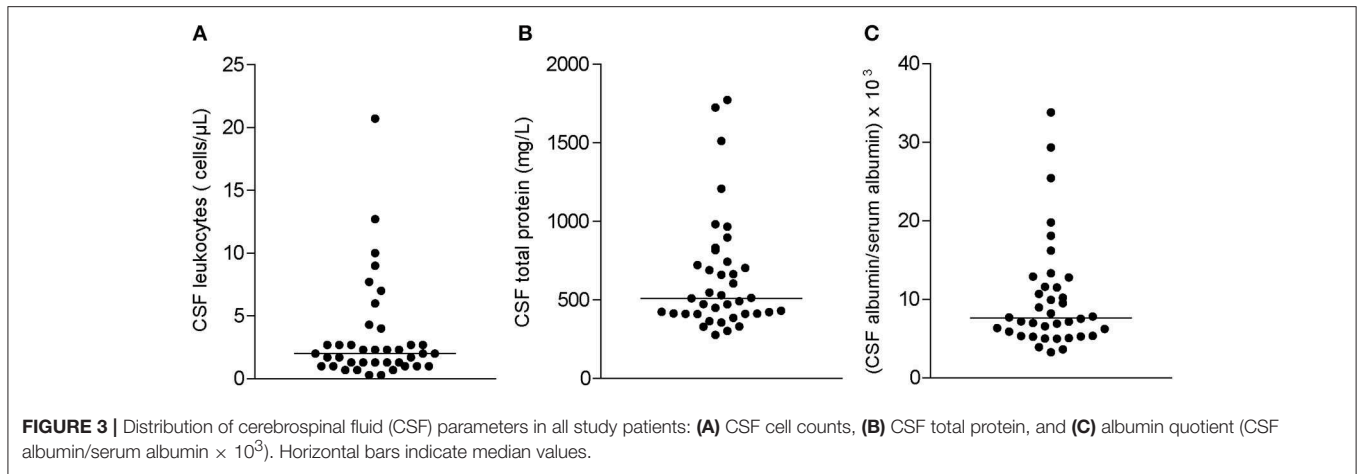 A
CSF leukocytes ( cells/µL)
25
20
15
10
5
0
B
CSF total protein (mg/L)
2000
1500
1000
500
0
C
(CSF albumin/serum albumin) x 10³
40
30
20
10
0
FIGURE 3 | Distribution of cerebrospinal fluid (CSF) parameters in all study patients: (A) CSF cell counts, (B) CSF total protein, and (C) albumin quotient (CSF
albumin/serum albumin × 10³). Horizontal bars indicate median values.